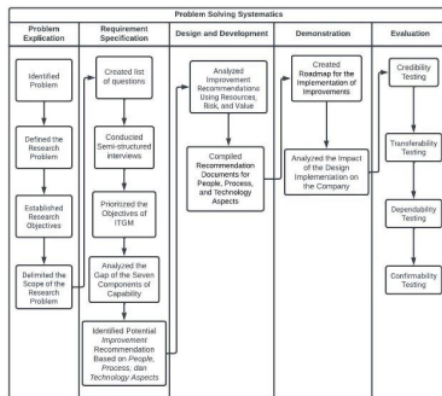 Problem Solving Systematics
Problem
Explication
Requirement
Specification
Design and Development
Demonstration
Evaluation
Identified
Problem
Defined the
Research
Problem
Established
Research
Objectives
Delimited the
Scope of the
Research
Problem
Created list
of questions
Conducted
Semi-structured
interviews
Prioritized the
Objectives of
ITGM
Analyzed the
Gap of the Seven
Components of
Capability
Identified Potential
Improvement
Recommendation
Based on People,
Process, dan
Technology Aspects
Analyzed
Improvement
Recommendations
Using Resources,
Risk, and Value
Compiled
Recommendation
Documents for
People, Process,
and Technology
Aspects
Created
Roadmap for the
Implementation of
Improvements
Analyzed the Impact
of the Design
Implementation on
the Company
Credibility
Testing
Transferability
Testing
Dependability
Testing
Confirmability
Testing